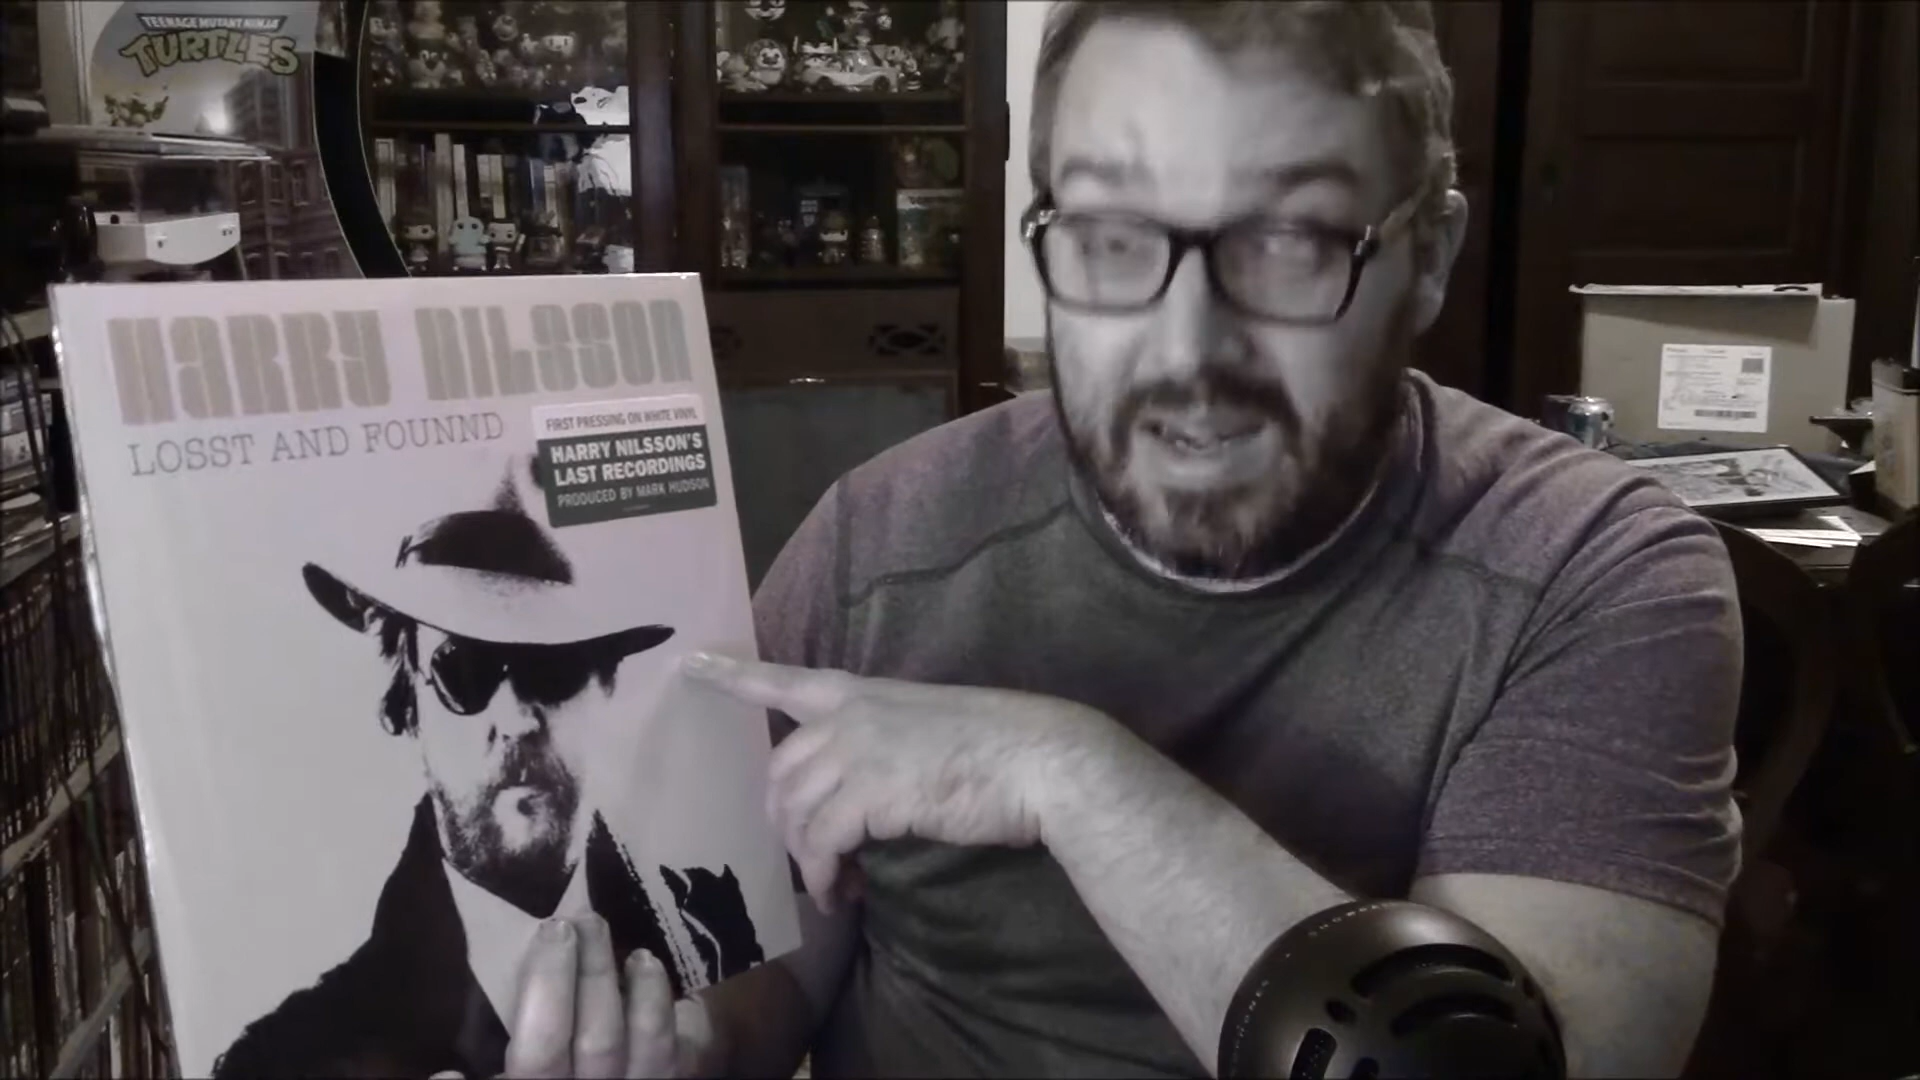 TEENAGE MUTANT NINJA
TURTLES
HARRY NILSSON
LOSST AND FOUNND
FIRST PRESSING ON WHITE VINYL
HARRY NILSSON'S
LAST RECORDINGS
PRODUCED BY MARK HUDSON